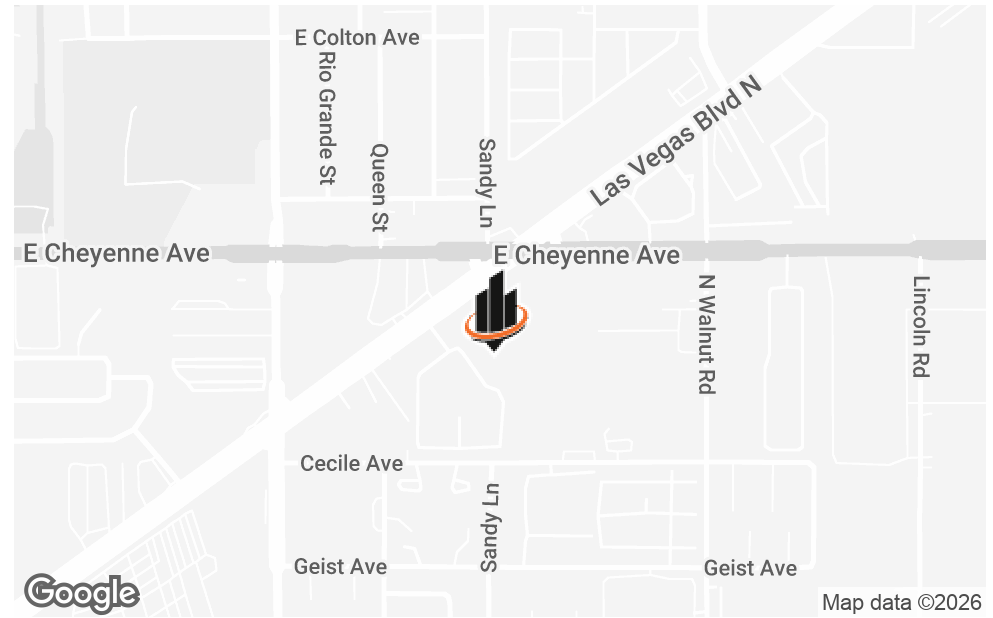 E Colton Ave
Rio Grande St
Queen St
Sandy Ln
Las Vegas Blvd N
E Cheyenne Ave
E Cheyenne Ave
N Walnut Rd
Lincoln Rd
Cecile Ave
Sandy Ln
Geist Ave
Geist Ave
Google
Map data ©2026